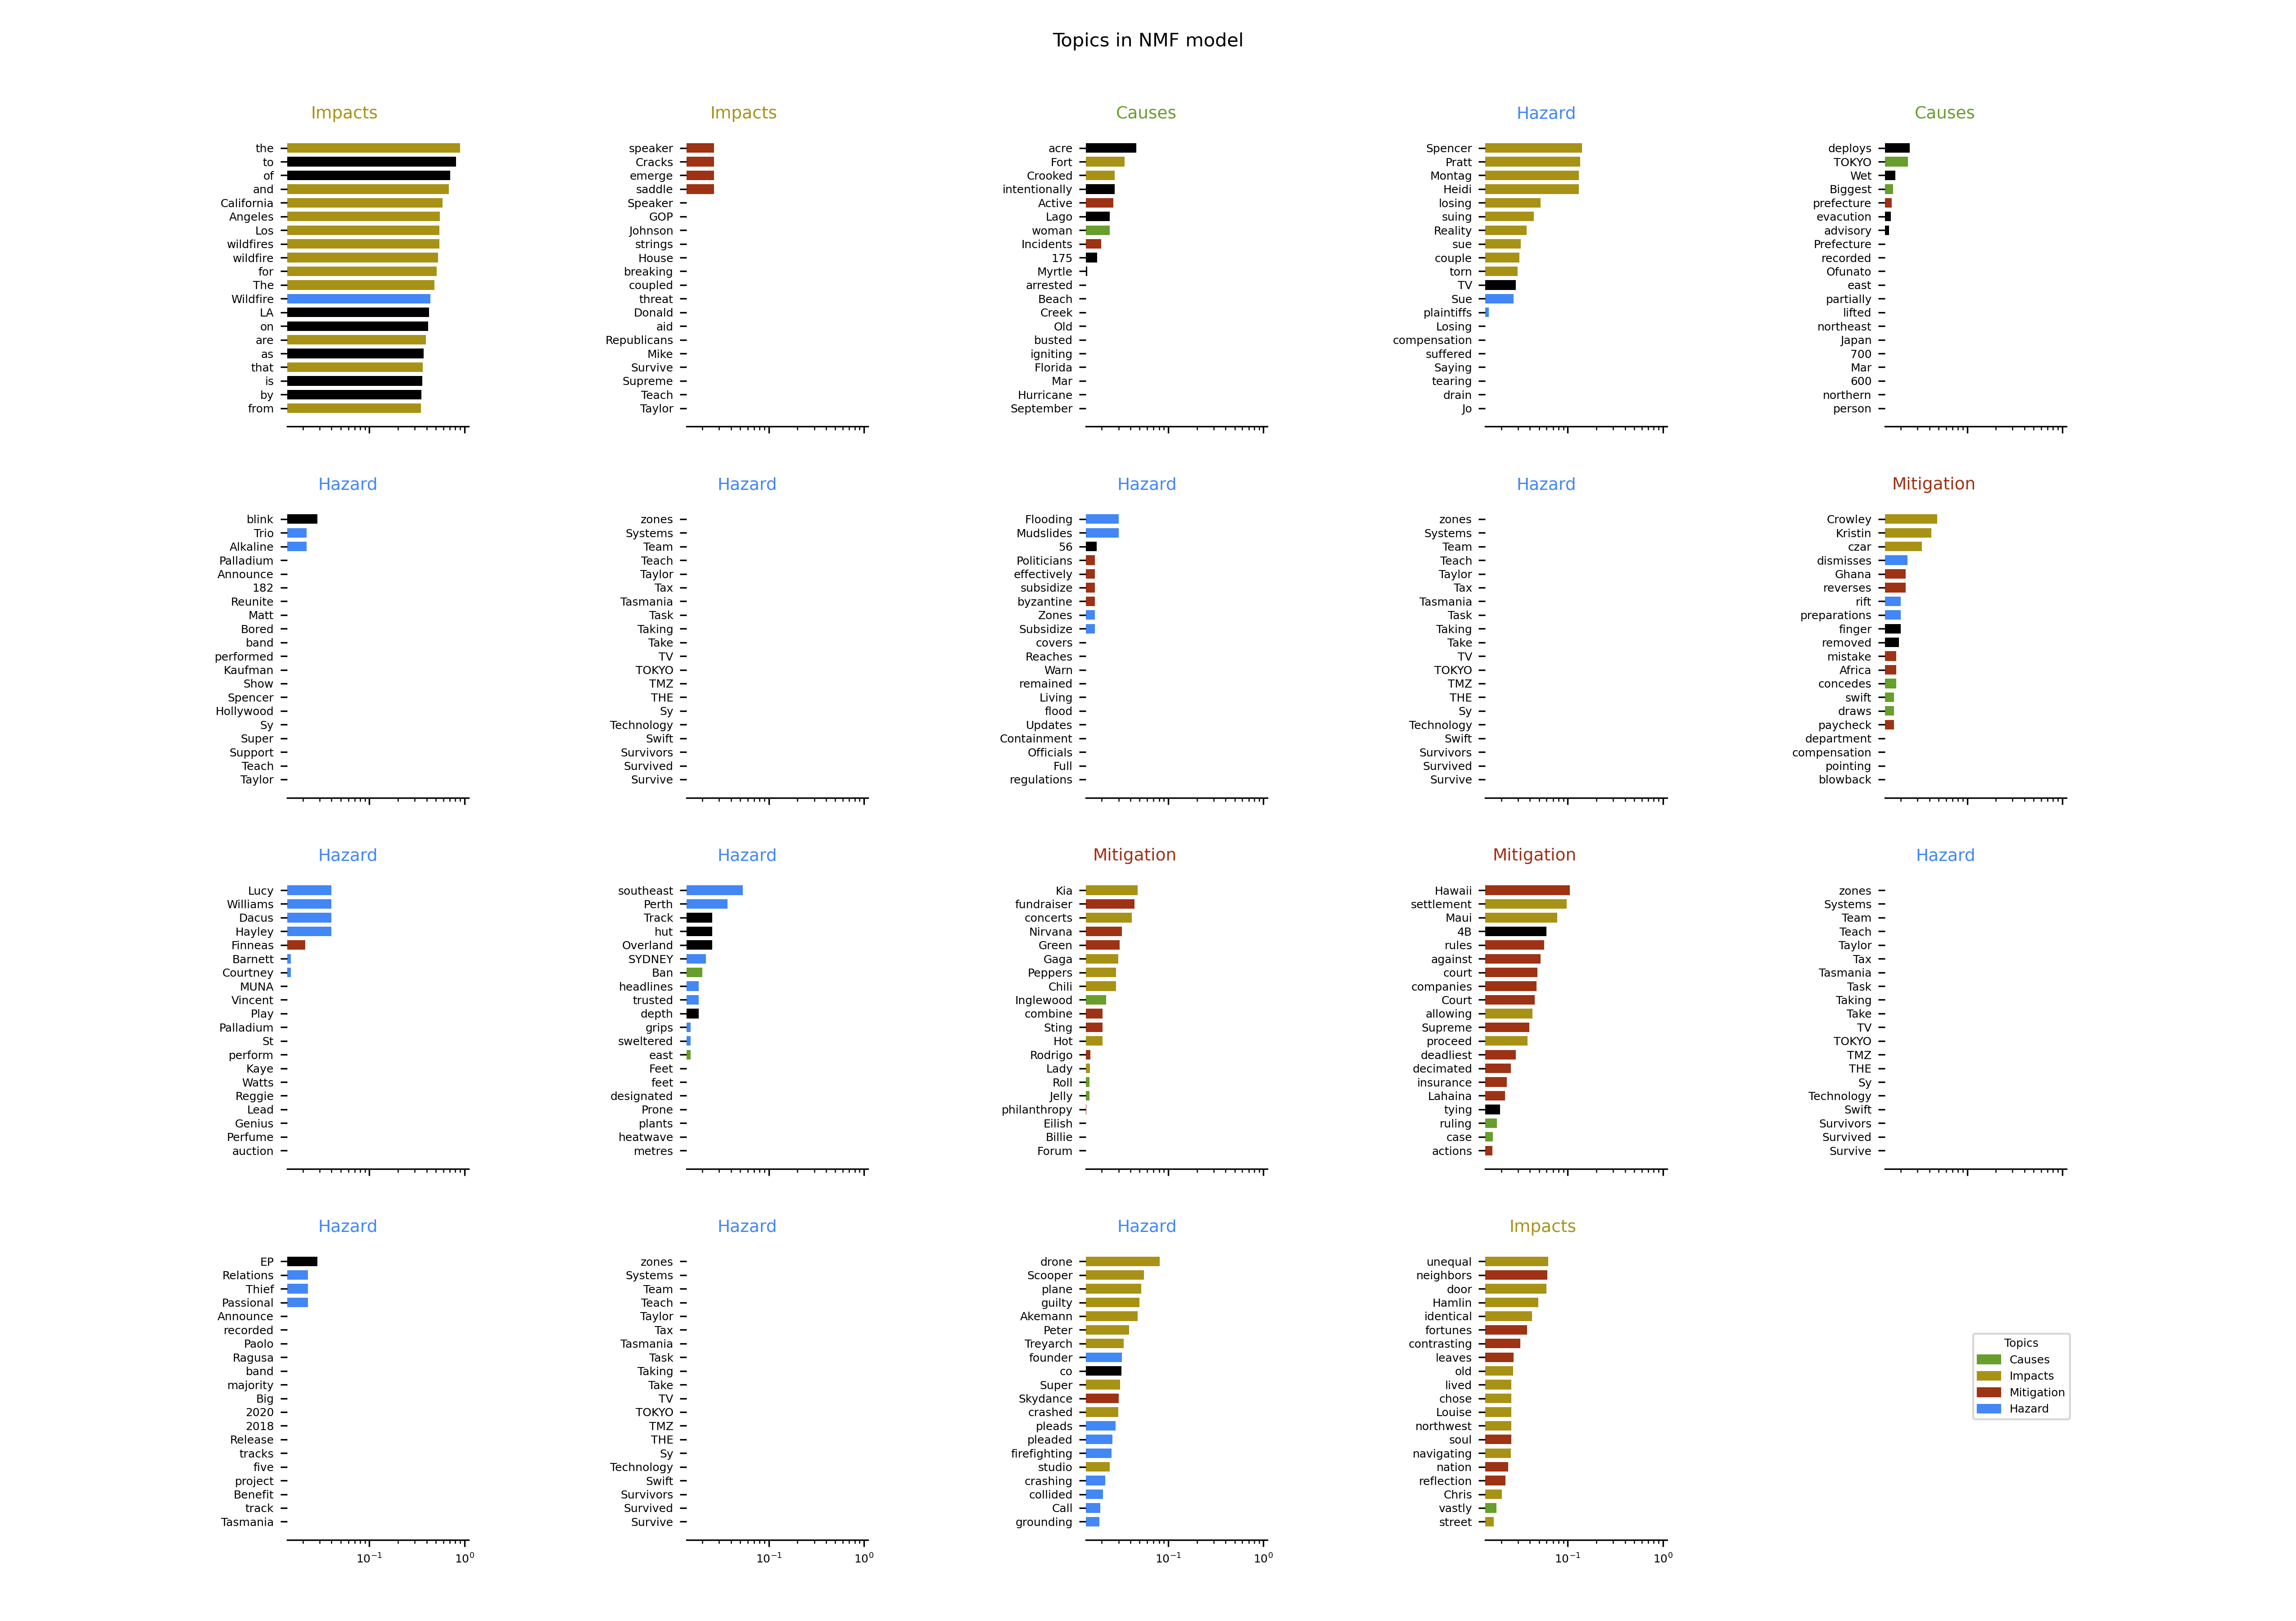 Topics in NMF model
Impacts
the
to
of
and
California
Angeles
Los
wildfires
wildfire
for
The
Wildfire
LA
on
are
as
that
is
by
from
Impacts
speaker
Cracks
emerge
saddle
Speaker
GOP
Johnson
strings
House
breaking
coupled
threat
Donald
aid
Republicans
Mike
Survive
Supreme
Teach
Taylor
Causes
acre
Fort
Crooked
intentionally
Active
Lago
woman
Incidents
175
Myrtle
arrested
Beach
Creek
Old
busted
igniting
Florida
Mar
Hurricane
September
Hazard
Spencer
Pratt
Montag
Heidi
losing
suing
Reality
sue
couple
torn
TV
Sue
plaintiffs
Losing
compensation
suffered
Saying
tearing
drain
Jo
Causes
deploys
TOKYO
Wet
Biggest
prefecture
evacution
advisory
Prefecture
recorded
Ofunato
east
partially
lifted
northeast
Japan
700
Mar
600
northern
person
Hazard
blink
Trio
Alkaline
Palladium
Announce
182
Reunite
Matt
Bored
band
performed
Kaufman
Show
Spencer
Hollywood
Sy
Super
Support
Teach
Taylor
Hazard
zones
Systems
Team
Teach
Taylor
Tax
Tasmania
Task
Taking
Take
TV
TOKYO
TMZ
THE
Sy
Technology
Swift
Survivors
Survived
Survive
Hazard
Flooding
Mudslides
56
Politicians
effectively
subsidize
byzantine
Zones
Subsidize
covers
Reaches
Warn
remained
Living
flood
Updates
Containment
Officials
Full
regulations
Hazard
zones
Systems
Team
Teach
Taylor
Tax
Tasmania
Task
Taking
Take
TV
TOKYO
TMZ
THE
Sy
Technology
Swift
Survivors
Survived
Survive
Mitigation
Crowley
Kristin
czar
dismisses
Ghana
reverses
rift
preparations
finger
removed
mistake
Africa
concedes
swift
draws
paycheck
department
compensation
pointing
blowback
Hazard
Lucy
Williams
Dacus
Hayley
Finneas
Barnett
Courtney
MUNA
Vincent
Play
Palladium
St
perform
Kaye
Watts
Reggie
Lead
Genius
Perfume
auction
Hazard
southeast
Perth
Track
hut
Overland
SYDNEY
Ban
headlines
trusted
depth
grips
sweltered
east
Feet
feet
designated
Prone
plants
heatwave
metres
Mitigation
Kia
fundraiser
concerts
Nirvana
Green
Gaga
Peppers
Chili
Inglewood
combine
Sting
Hot
Rodrigo
Lady
Roll
Jelly
philanthropy
Eilish
Billie
Forum
Mitigation
Hawaii
settlement
Maui
4B
rules
against
court
companies
Court
allowing
Supreme
proceed
deadliest
decimated
insurance
Lahaina
tying
ruling
case
actions
Hazard
zones
Systems
Team
Teach
Taylor
Tax
Tasmania
Task
Taking
Take
TV
TOKYO
TMZ
THE
Sy
Technology
Swift
Survivors
Survived
Survive
Hazard
EP
Relations
Thief
Passional
Announce
recorded
Paolo
Ragusa
band
majority
Big
2020
2018
Release
tracks
five
project
Benefit
track
Tasmania
10⁻¹ 10⁰
Hazard
zones
Systems
Team
Teach
Taylor
Tax
Tasmania
Task
Taking
Take
TV
TOKYO
TMZ
THE
Sy
Technology
Swift
Survivors
Survived
Survive
10⁻¹ 10⁰
Hazard
drone
Scooper
plane
guilty
Akemann
Peter
Treyarch
founder
co
Super
Skydance
crashed
pleads
pleaded
firefighting
studio
crashing
collided
Call
grounding
10⁻¹ 10⁰
Impacts
unequal
neighbors
door
Hamlin
identical
fortunes
contrasting
leaves
old
lived
chose
Louise
northwest
soul
navigating
nation
reflection
Chris
vastly
street
10⁻¹ 10⁰
Topics
Causes
Impacts
Mitigation
Hazard